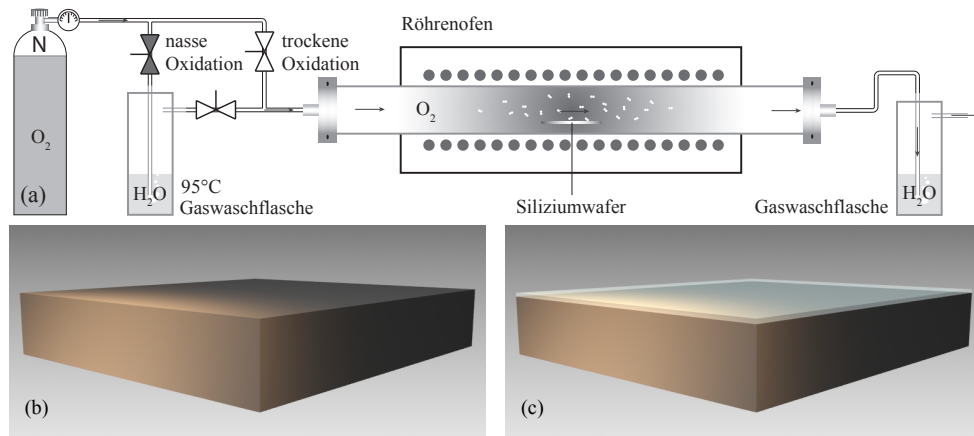 N
O2
(a)
nasse
Oxidation
trockene
Oxidation
H2O
95°C
Gaswaschflasche
Röhrenofen
O2
Siliziumwafer
Gaswaschflasche
H2O
(b)
(c)